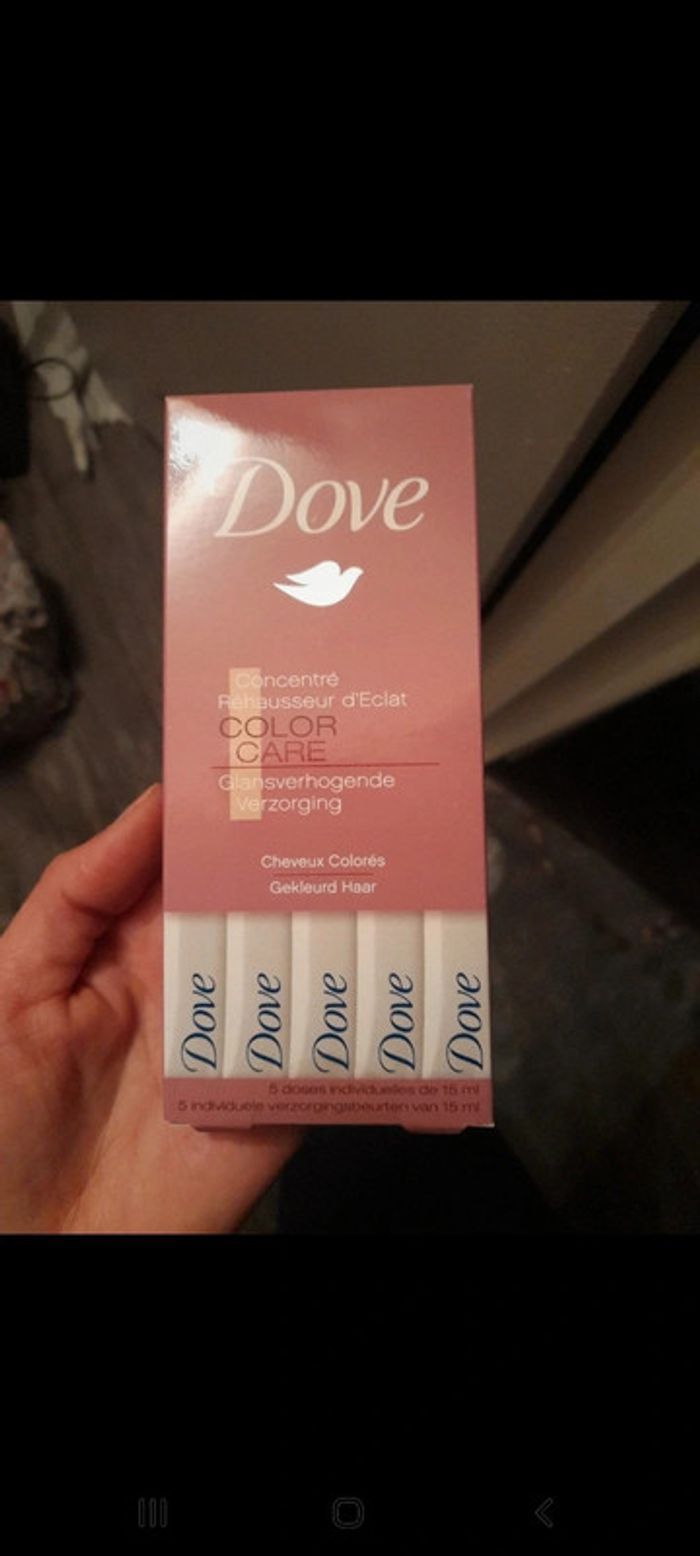 Dove
Concentré
Réhausseur d'Eclat
COLOR
CARE
Glansverhogende
Verzorging
Cheveux Colorés
Gekleurd Haar
Dove Dove Dove Dove Dove
5 doses individuelles de 15 ml
5 individuele verzorgingsbeurten van 15 ml